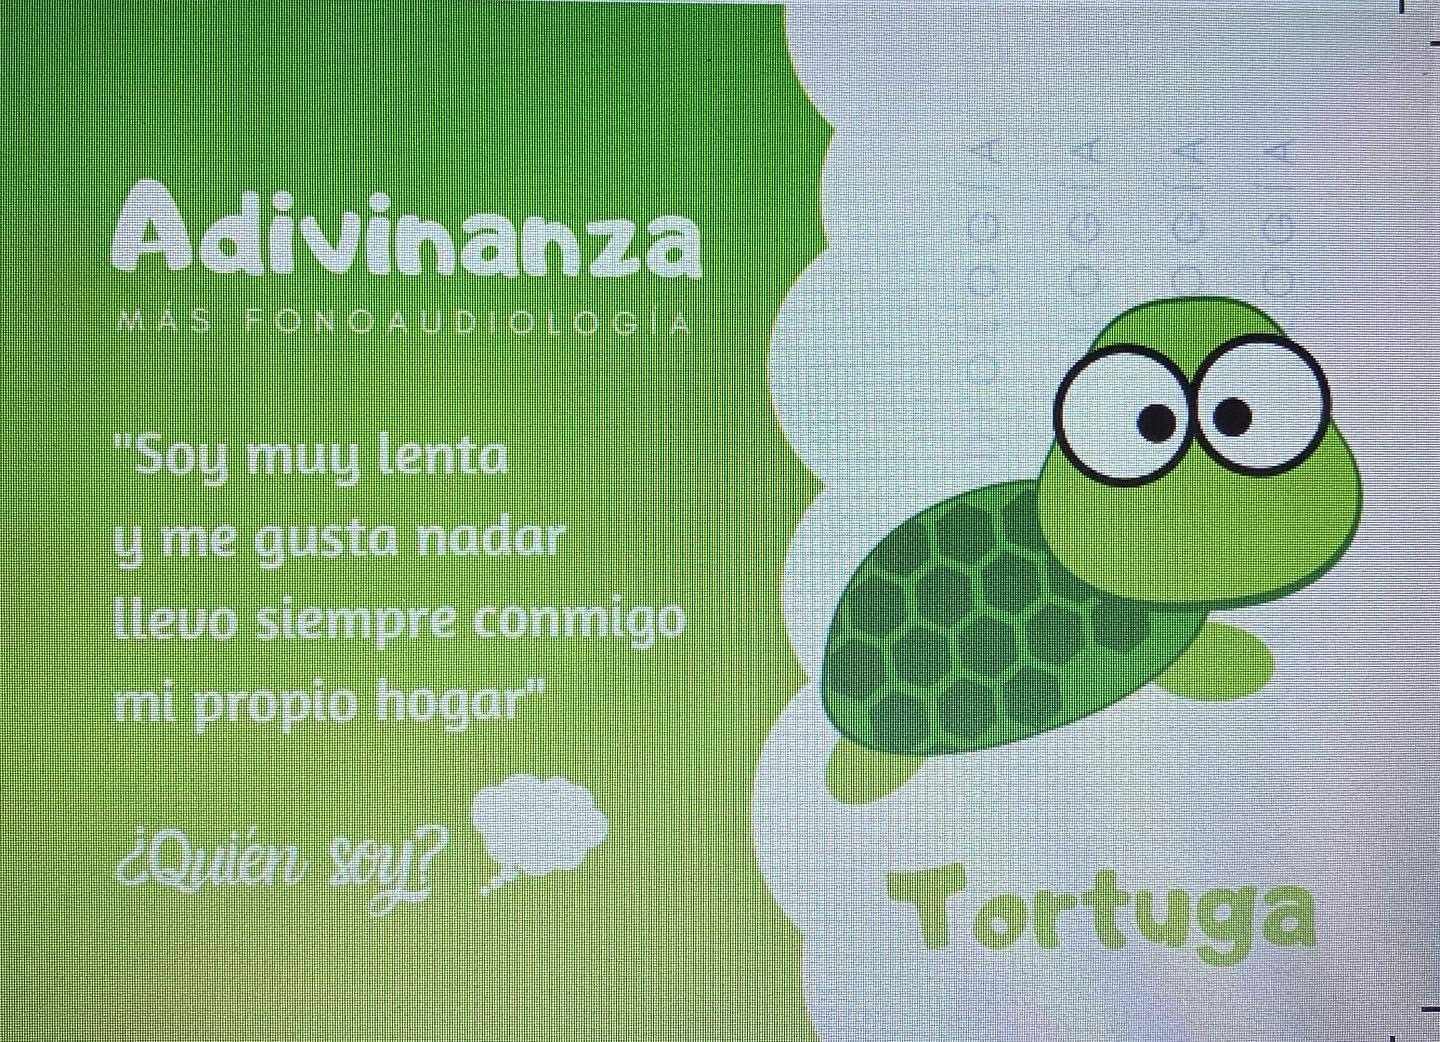 Adivinanza
MÁS FONOAUDIOLOGÍA
"Soy muy lenta
y me gusta nadar
llevo siempre conmigo
mi propio hogar"
¿Quién soy?
Tortuga